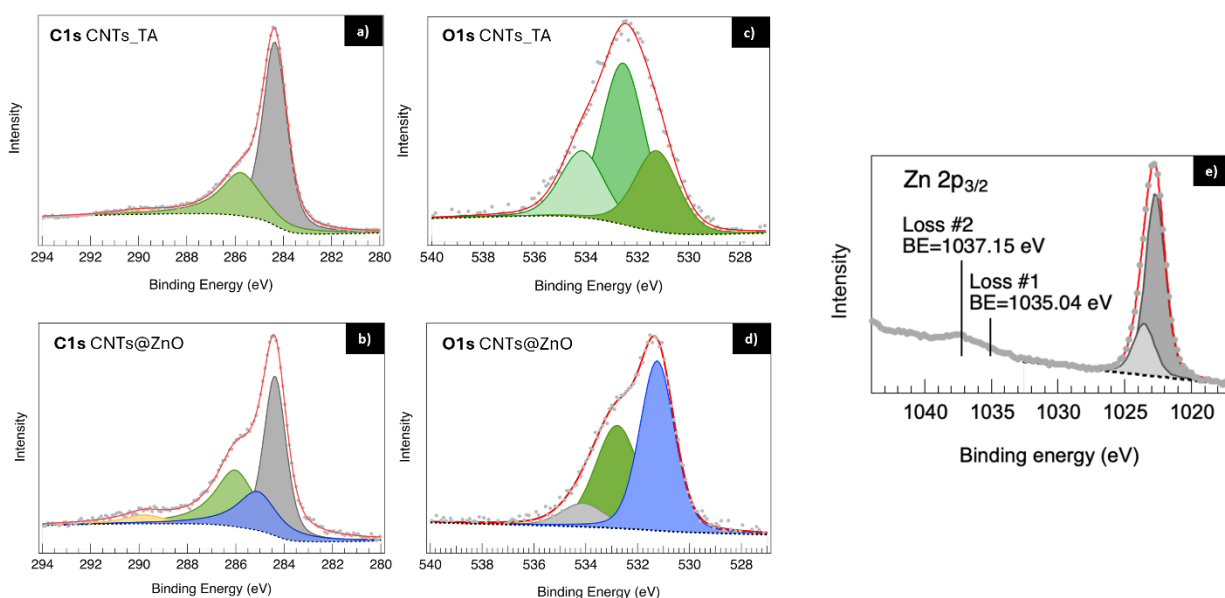 C1s CNTs_TA
a)
Intensity
294 292 290 288 286 284 282 280
Binding Energy (eV)
O1s CNTs_TA
c)
Intensity
540 538 536 534 532 530 528
Binding Energy (eV)
C1s CNTs@ZnO
b)
Intensity
294 292 290 288 286 284 282 280
Binding Energy (eV)
O1s CNTs@ZnO
d)
Intensity
540 538 536 534 532 530 528
Binding Energy (eV)
e)
Zn 2p3/2
Loss #2
BE=1037.15 eV
Loss #1
BE=1035.04 eV
Intensity
1040 1035 1030 1025 1020
Binding energy (eV)